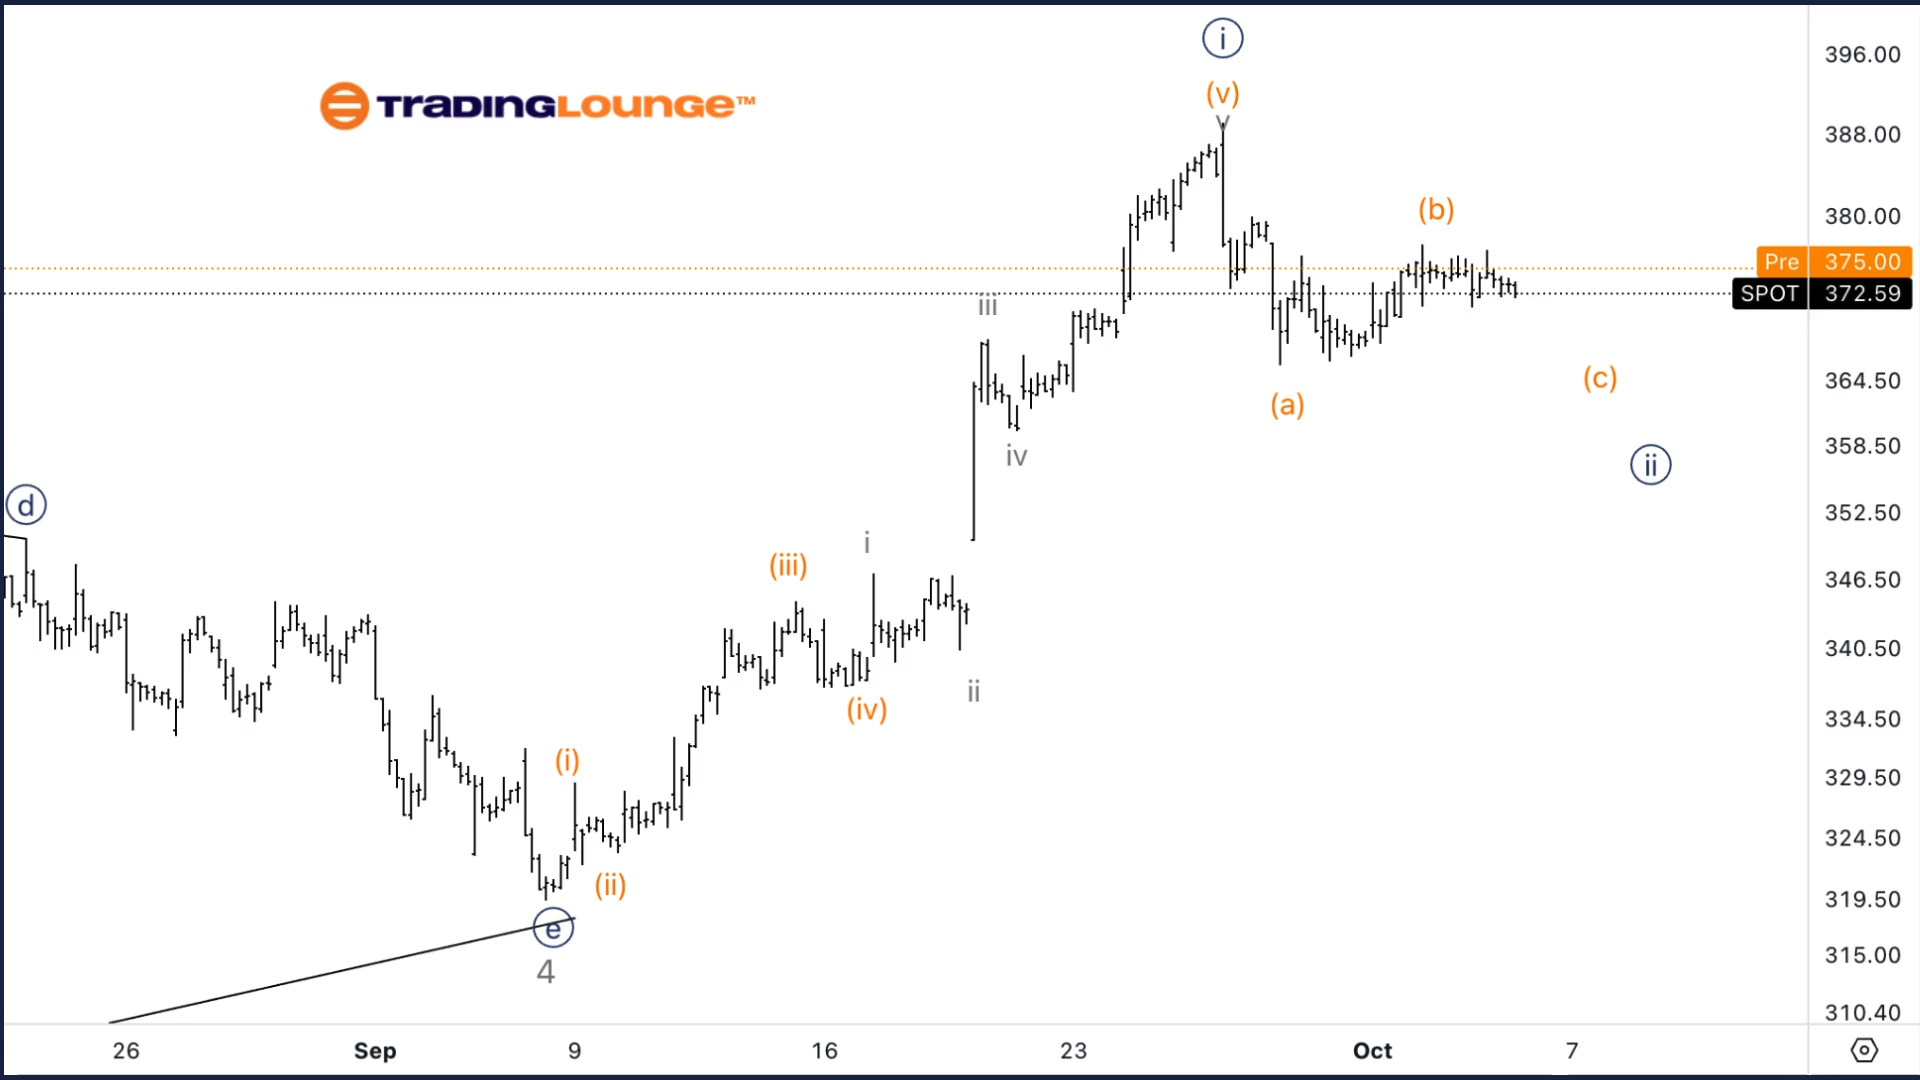 i
(v)
v
TradingLounge™
396.00
388.00
(b)
380.00
Pre 375.00
SPOT 372.59
iii
(a)
(c)
364.50
iv
358.50
ii
d
352.50
i
(iii)
346.50
340.50
ii
(iv)
334.50
(i)
329.50
324.50
(ii)
319.50
e
4
315.00
310.40
26 Sep 9 16 23 Oct 7